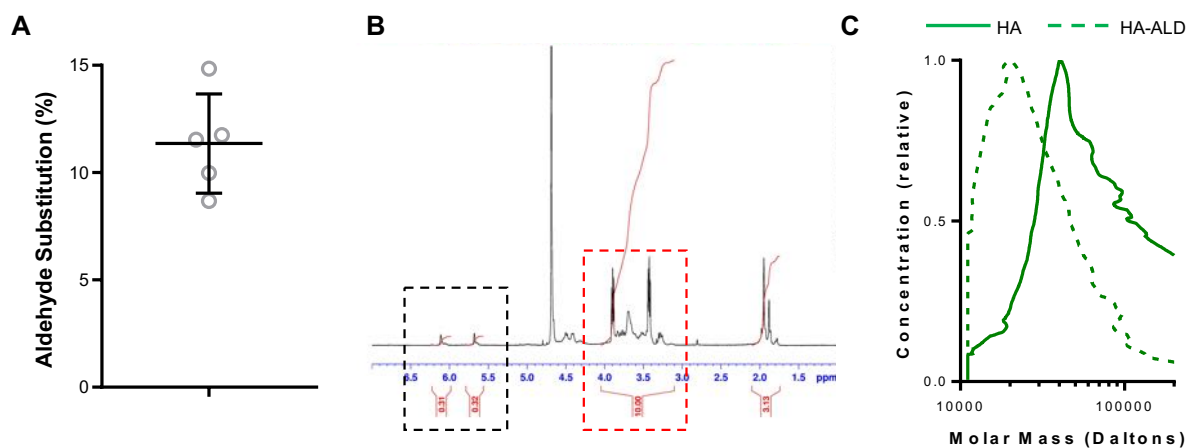 A
Aldehyde Substitution (%)
15
10
5
0
B
6.5 6.0 5.5 5.0 4.5 4.0 3.5 3.0 2.5 2.0 1.5 ppm
0.31 0.32 10.00 3.13
C
HA HA-ALD
Concentration (relative)
1.0
0.5
0.0
10000 100000
Molar Mass (Daltons)